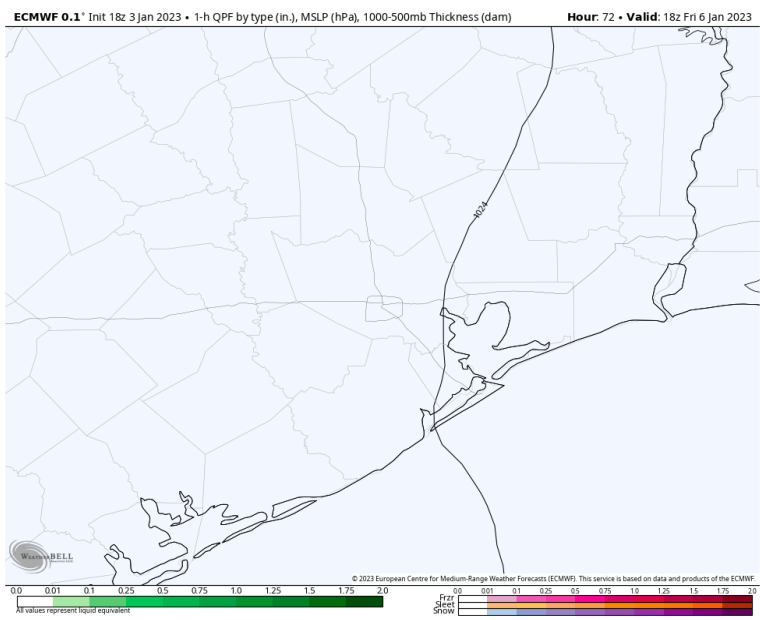 ECMWF 0.1° Init 18z 3 Jan 2023 • 1-h QPF by type (in.), MSLP (hPa), 1000-500mb Thickness (dam) Hour: 72 • Valid: 18z Fri 6 Jan 2023
1024
WEATHERBELL
© 2023 European Centre for Medium-Range Weather Forecasts (ECMWF). This service is based on data and products of the ECMWF.
0.0 0.01 0.1 0.25 0.5 0.75 1.0 1.25 1.5 1.75 2.0
0.0 0.01 0.1 0.25 0.5 0.75 1.0 1.25 1.5 1.75 2.0
Frzr
Sleet
Snow
All values represent liquid equivalent